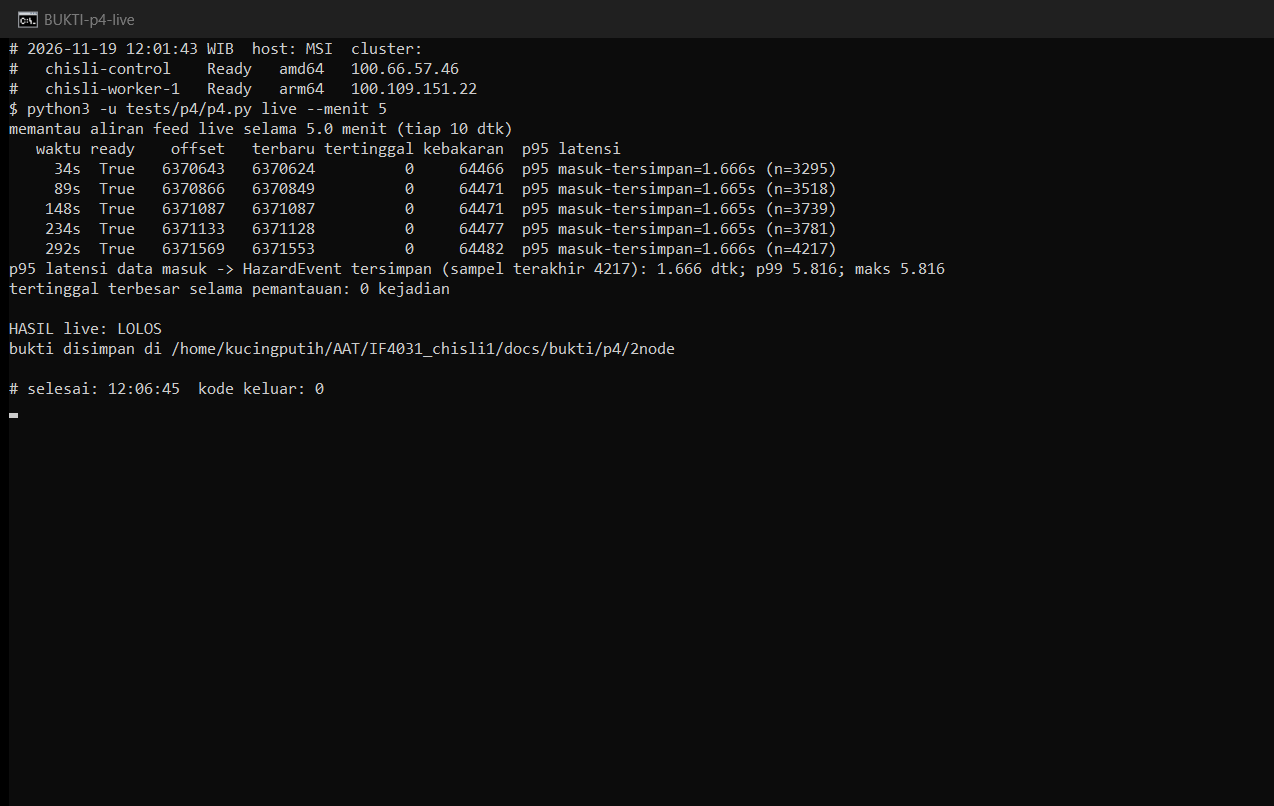 BUKTI-p4-live
# 2026-11-19 12:01:43 WIB  host: MSI  cluster:
#   chisli-control    Ready   amd64   100.66.57.46
#   chisli-worker-1   Ready   arm64   100.109.151.22
$ python3 -u tests/p4/p4.py live --menit 5
memantau aliran feed live selama 5.0 menit (tiap 10 dtk)
   waktu ready    offset   terbaru tertinggal kebakaran  p95 latensi
     34s  True   6370643   6370624          0     64466  p95 masuk-tersimpan=1.666s (n=3295)
     89s  True   6370866   6370849          0     64471  p95 masuk-tersimpan=1.665s (n=3518)
    148s  True   6371087   6371087          0     64471  p95 masuk-tersimpan=1.665s (n=3739)
    234s  True   6371133   6371128          0     64477  p95 masuk-tersimpan=1.665s (n=3781)
    292s  True   6371569   6371553          0     64482  p95 masuk-tersimpan=1.666s (n=4217)
p95 latensi data masuk -> HazardEvent tersimpan (sampel terakhir 4217): 1.666 dtk; p99 5.816; maks 5.816
tertinggal terbesar selama pemantauan: 0 kejadian

HASIL live: LOLOS
bukti disimpan di /home/kucingputih/AAT/IF4031_chisli1/docs/bukti/p4/2node

# selesai: 12:06:45  kode keluar: 0